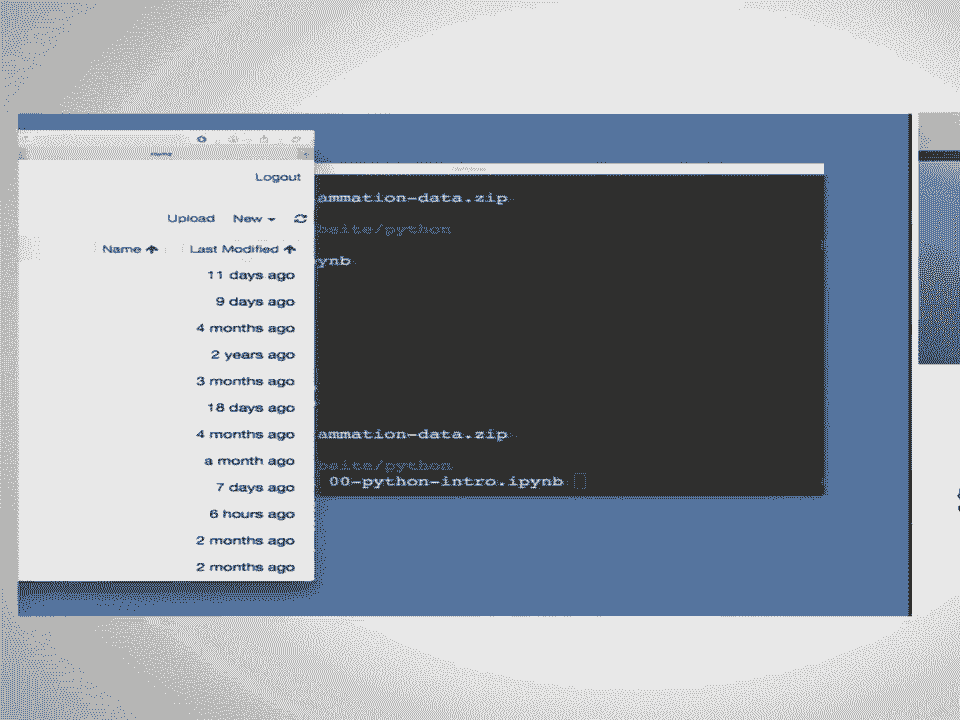 Home
Logout
Upload New
Name Last Modified
11 days ago
9 days ago
4 months ago
2 years ago
3 months ago
18 days ago
4 months ago
a month ago
7 days ago
6 hours ago
2 months ago
2 months ago
ammation-data.zip
bsite/python
ynb
ammation-data.zip
bsite/python
00-python-intro.ipynb